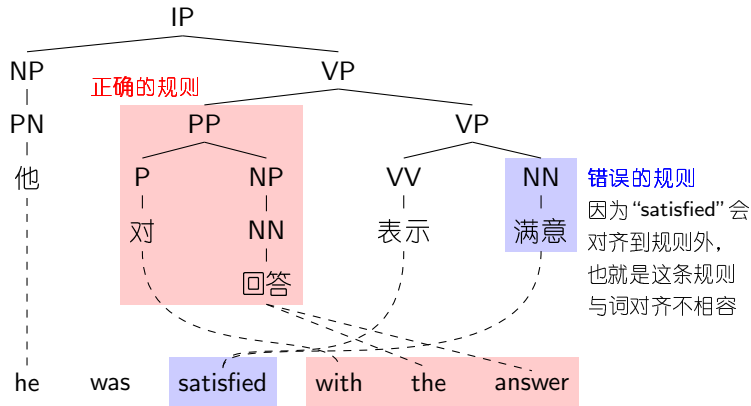 IP
NP
VP
正确的规则
PN
PP
VP
他
P
NP
VV
NN
错误的规则
对
NN
表示
满意
因为“satisfied”会
对齐到规则外，
回答
也就是这条规则
与词对齐不相容
he was satisfied with the answer